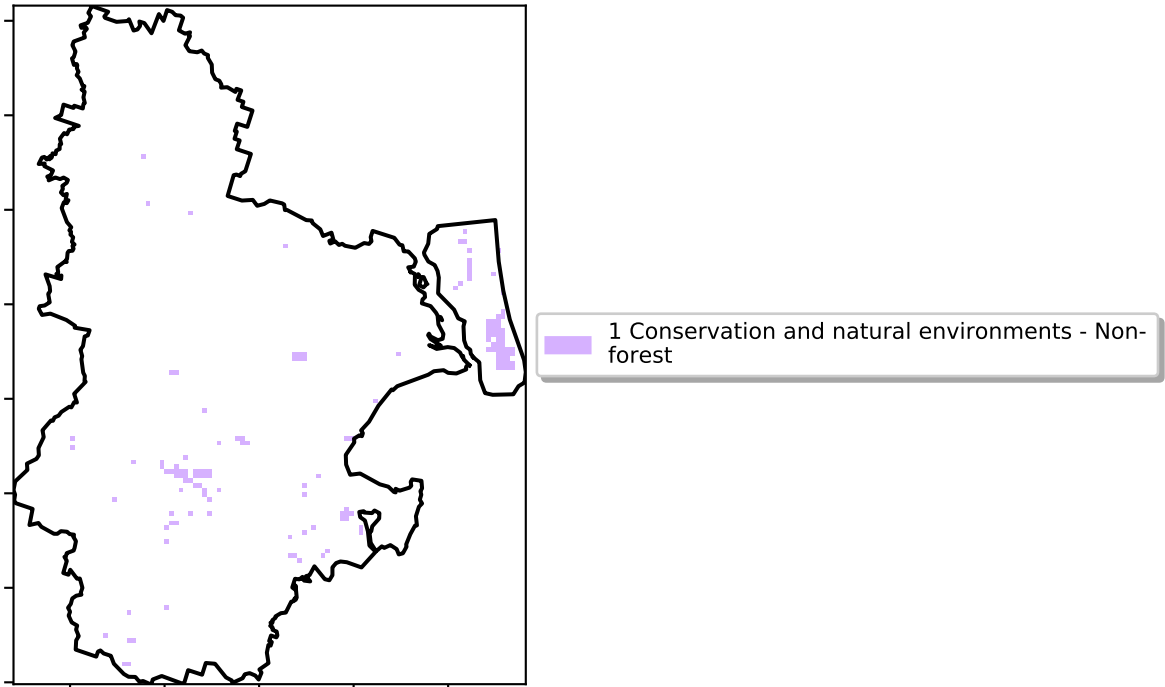 1 Conservation and natural environments - Non-
forest